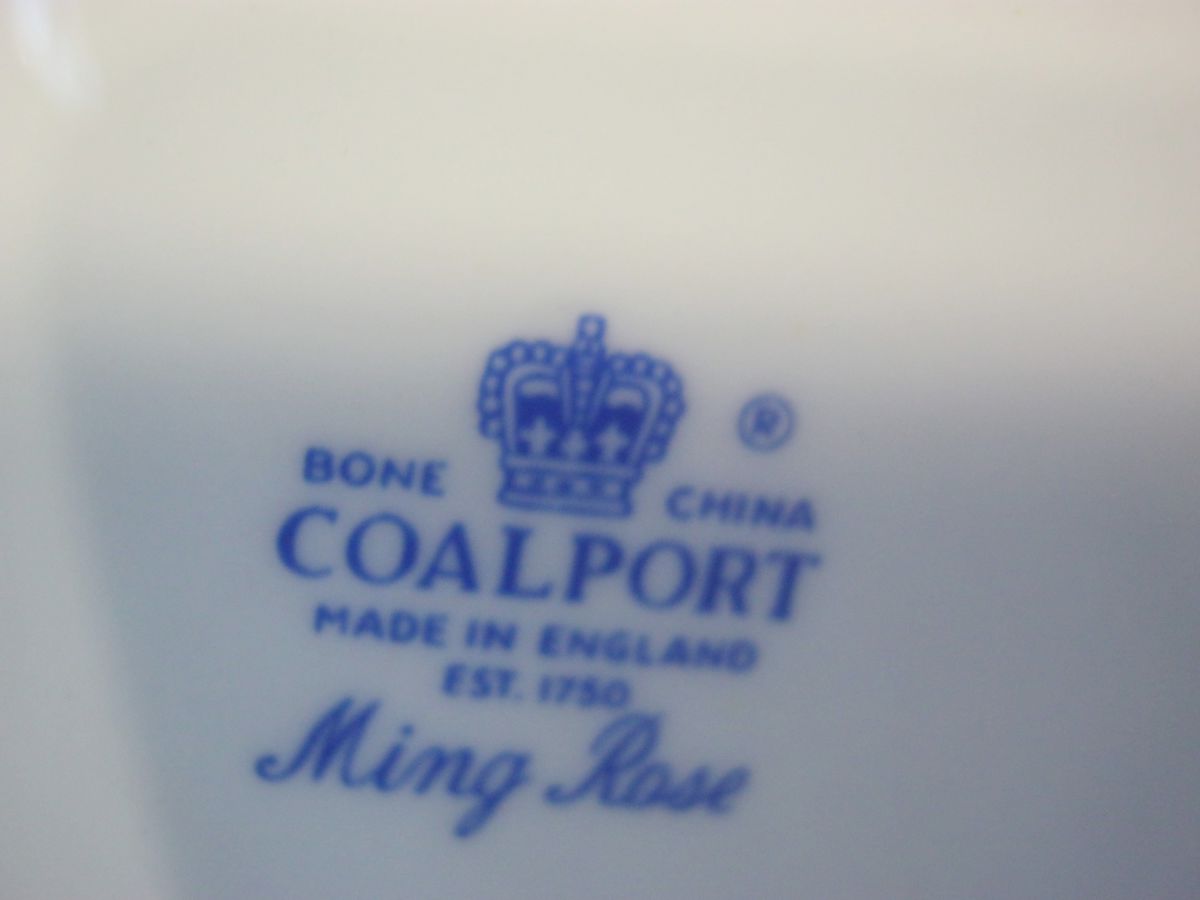 ®
BONE CHINA
COALPORT
MADE IN ENGLAND
EST. 1750
Ming Rose